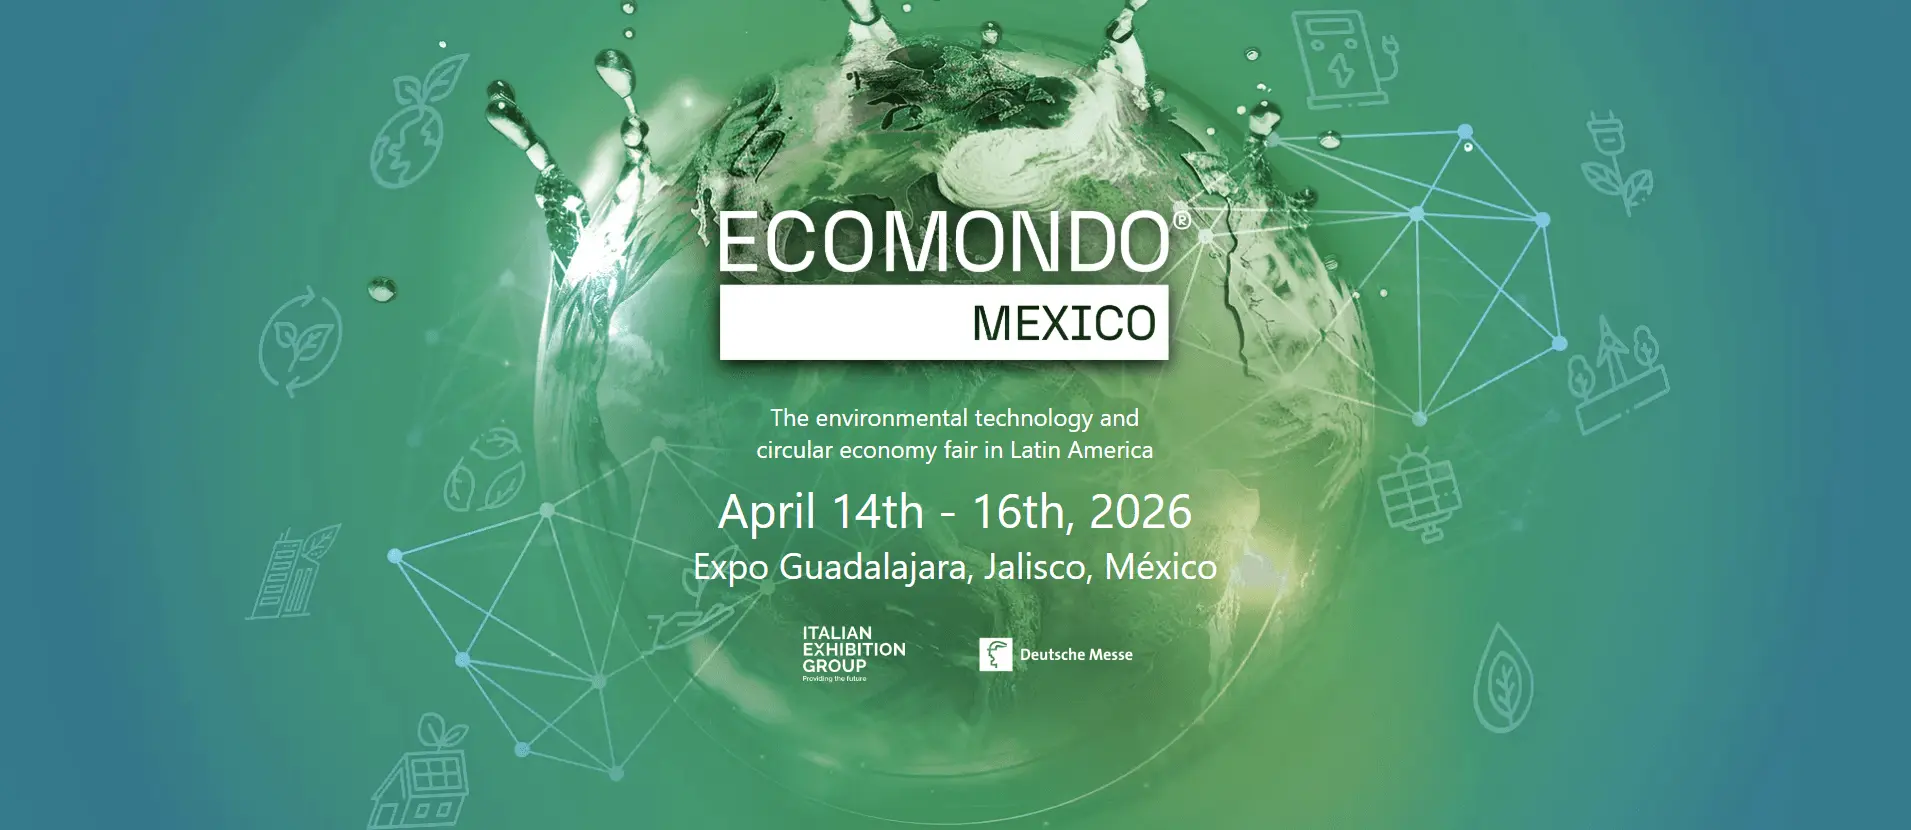 ECOMONDO®
MEXICO
The environmental technology and
circular economy fair in Latin America
April 14th - 16th, 2026
Expo Guadalajara, Jalisco, México
ITALIAN
EXHIBITION
GROUP
Providing the future
Deutsche Messe